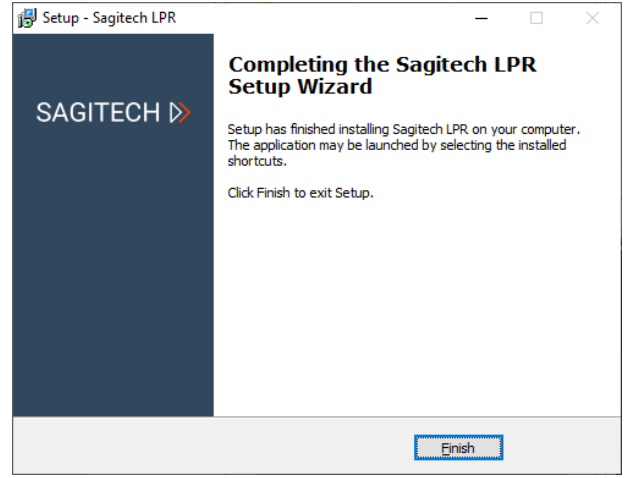 Setup - Sagitech LPR
SAGITECH
Completing the Sagitech LPR
Setup Wizard
Setup has finished installing Sagitech LPR on your computer.
The application may be launched by selecting the installed
shortcuts.
Click Finish to exit Setup.
Finish